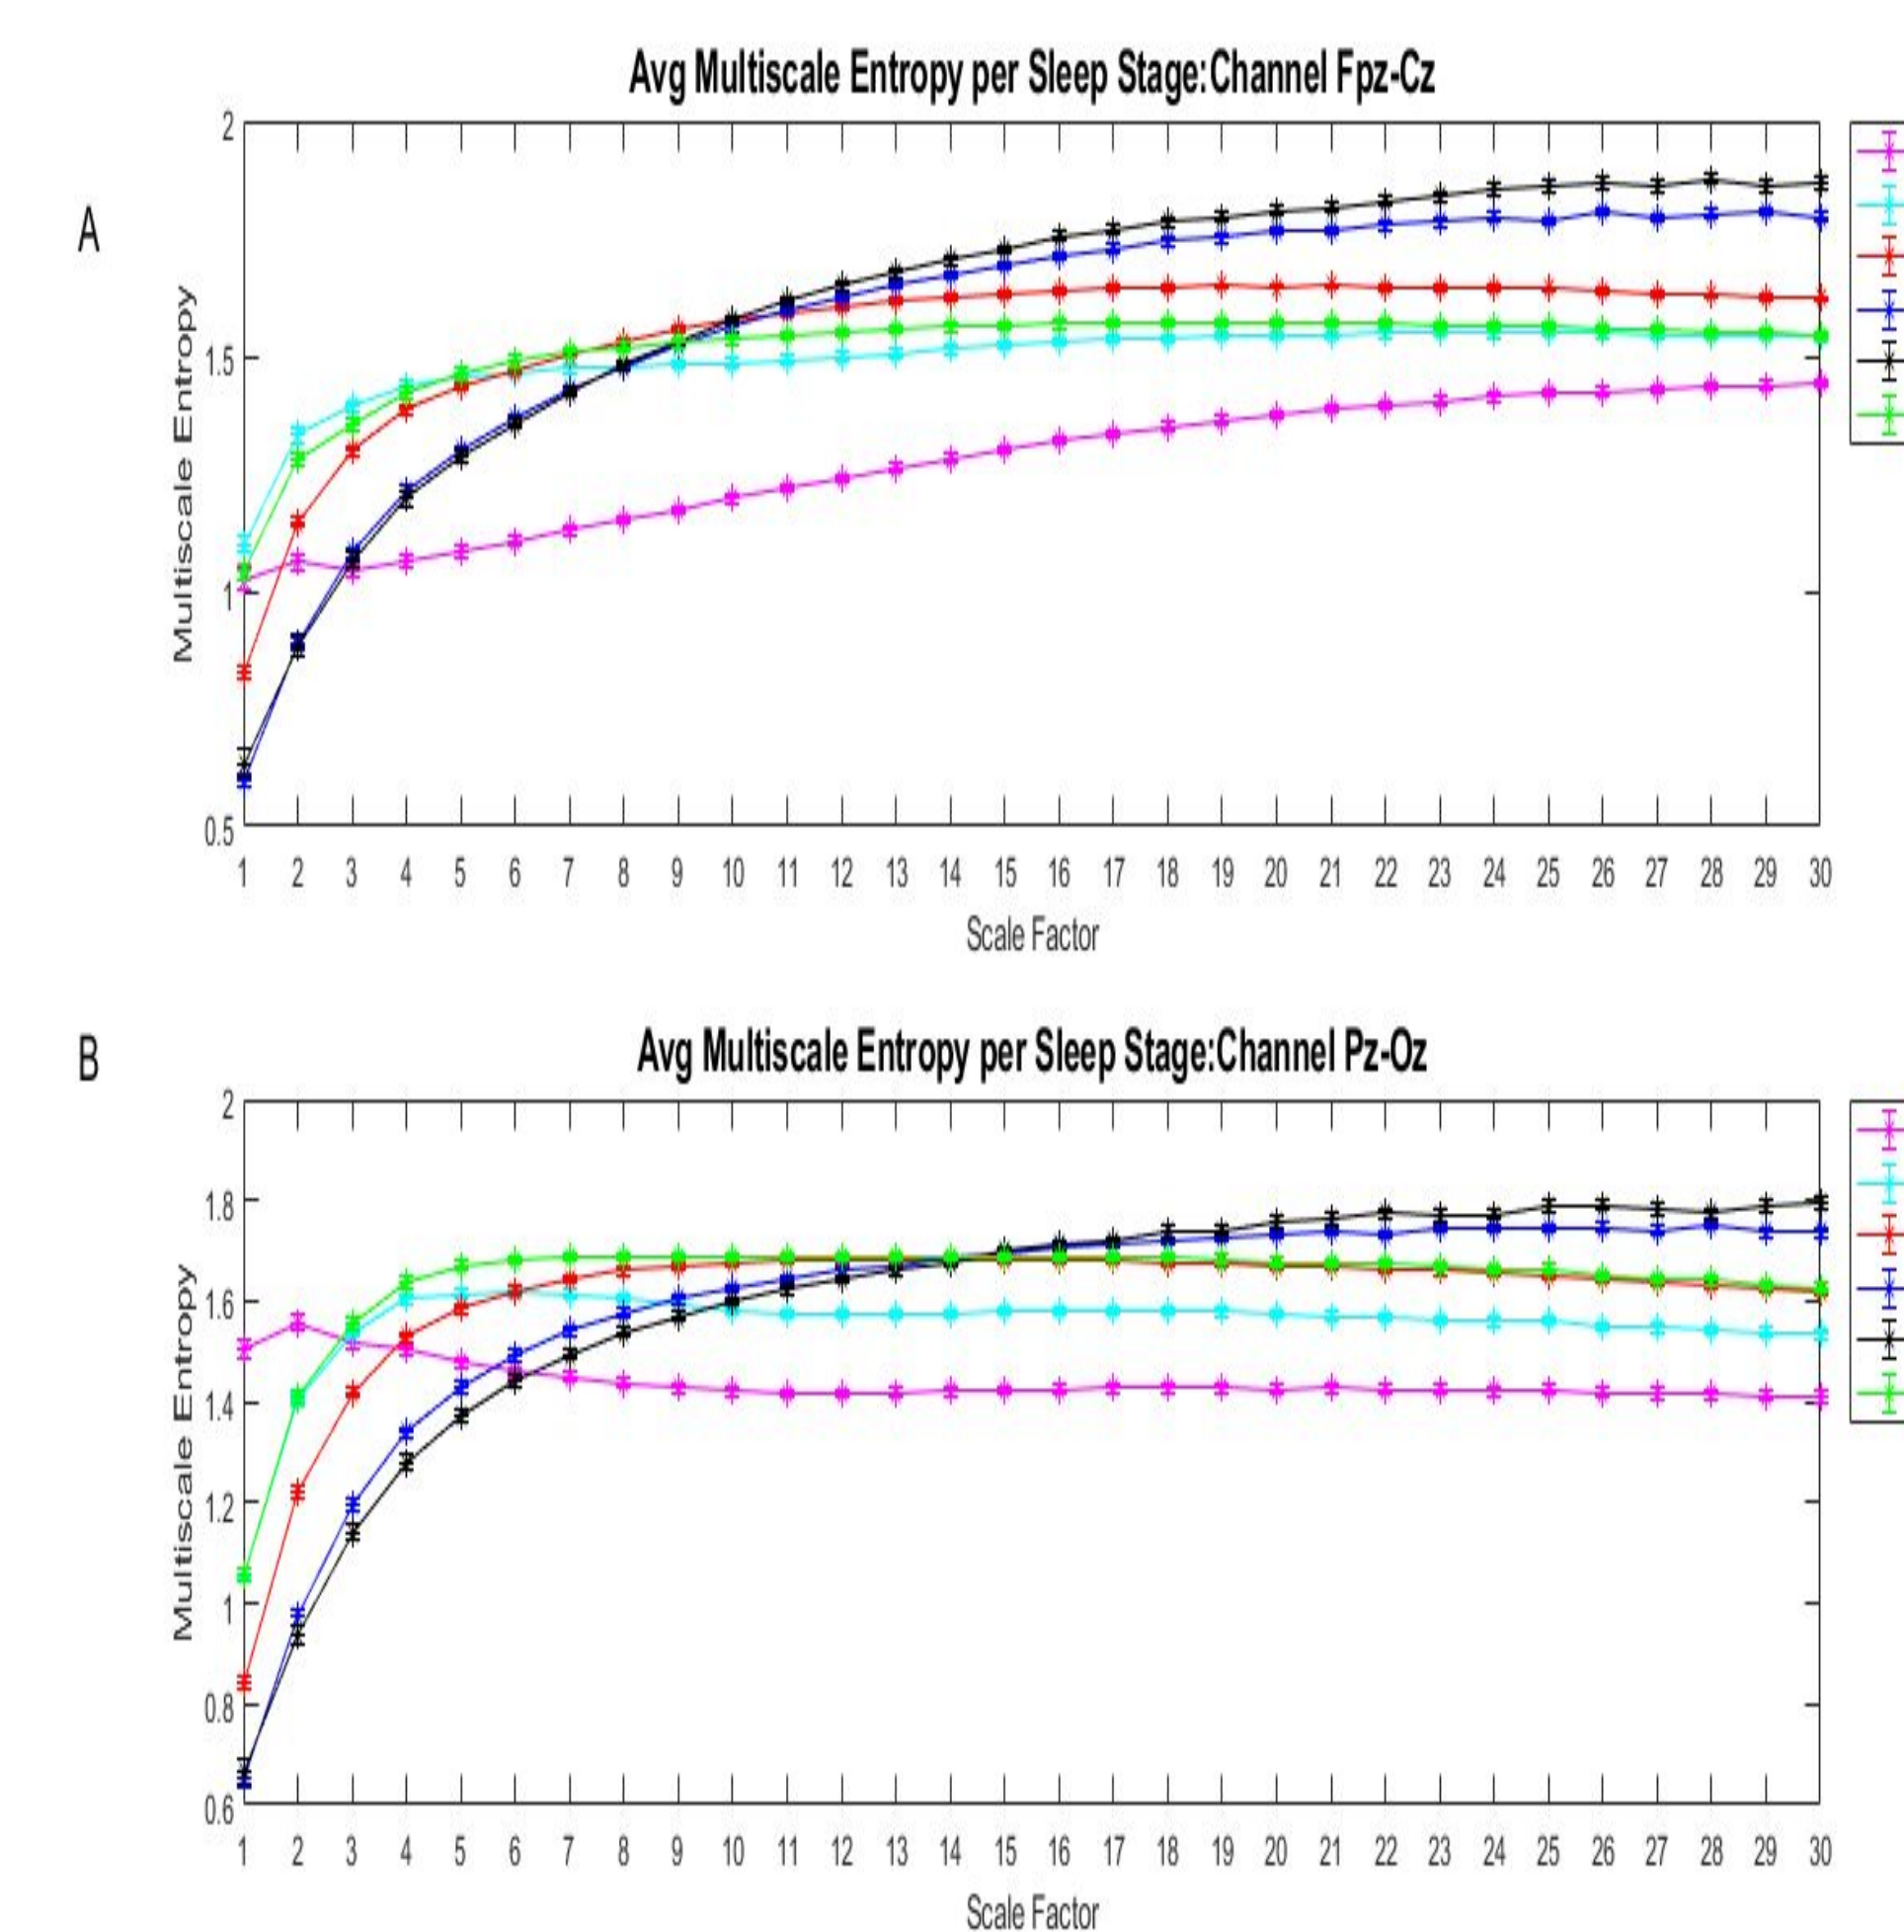 Avg Multiscale Entropy per Sleep Stage:Channel Fpz-Cz
A
Multiscale Entropy
2
1.5
1
0.5
1 2 3 4 5 6 7 8 9 10 11 12 13 14 15 16 17 18 19 20 21 22 23 24 25 26 27 28 29 30
Scale Factor
B
Avg Multiscale Entropy per Sleep Stage:Channel Pz-Oz
Multiscale Entropy
2
1.8
1.6
1.4
1.2
1
0.8
0.6
1 2 3 4 5 6 7 8 9 10 11 12 13 14 15 16 17 18 19 20 21 22 23 24 25 26 27 28 29 30
Scale Factor